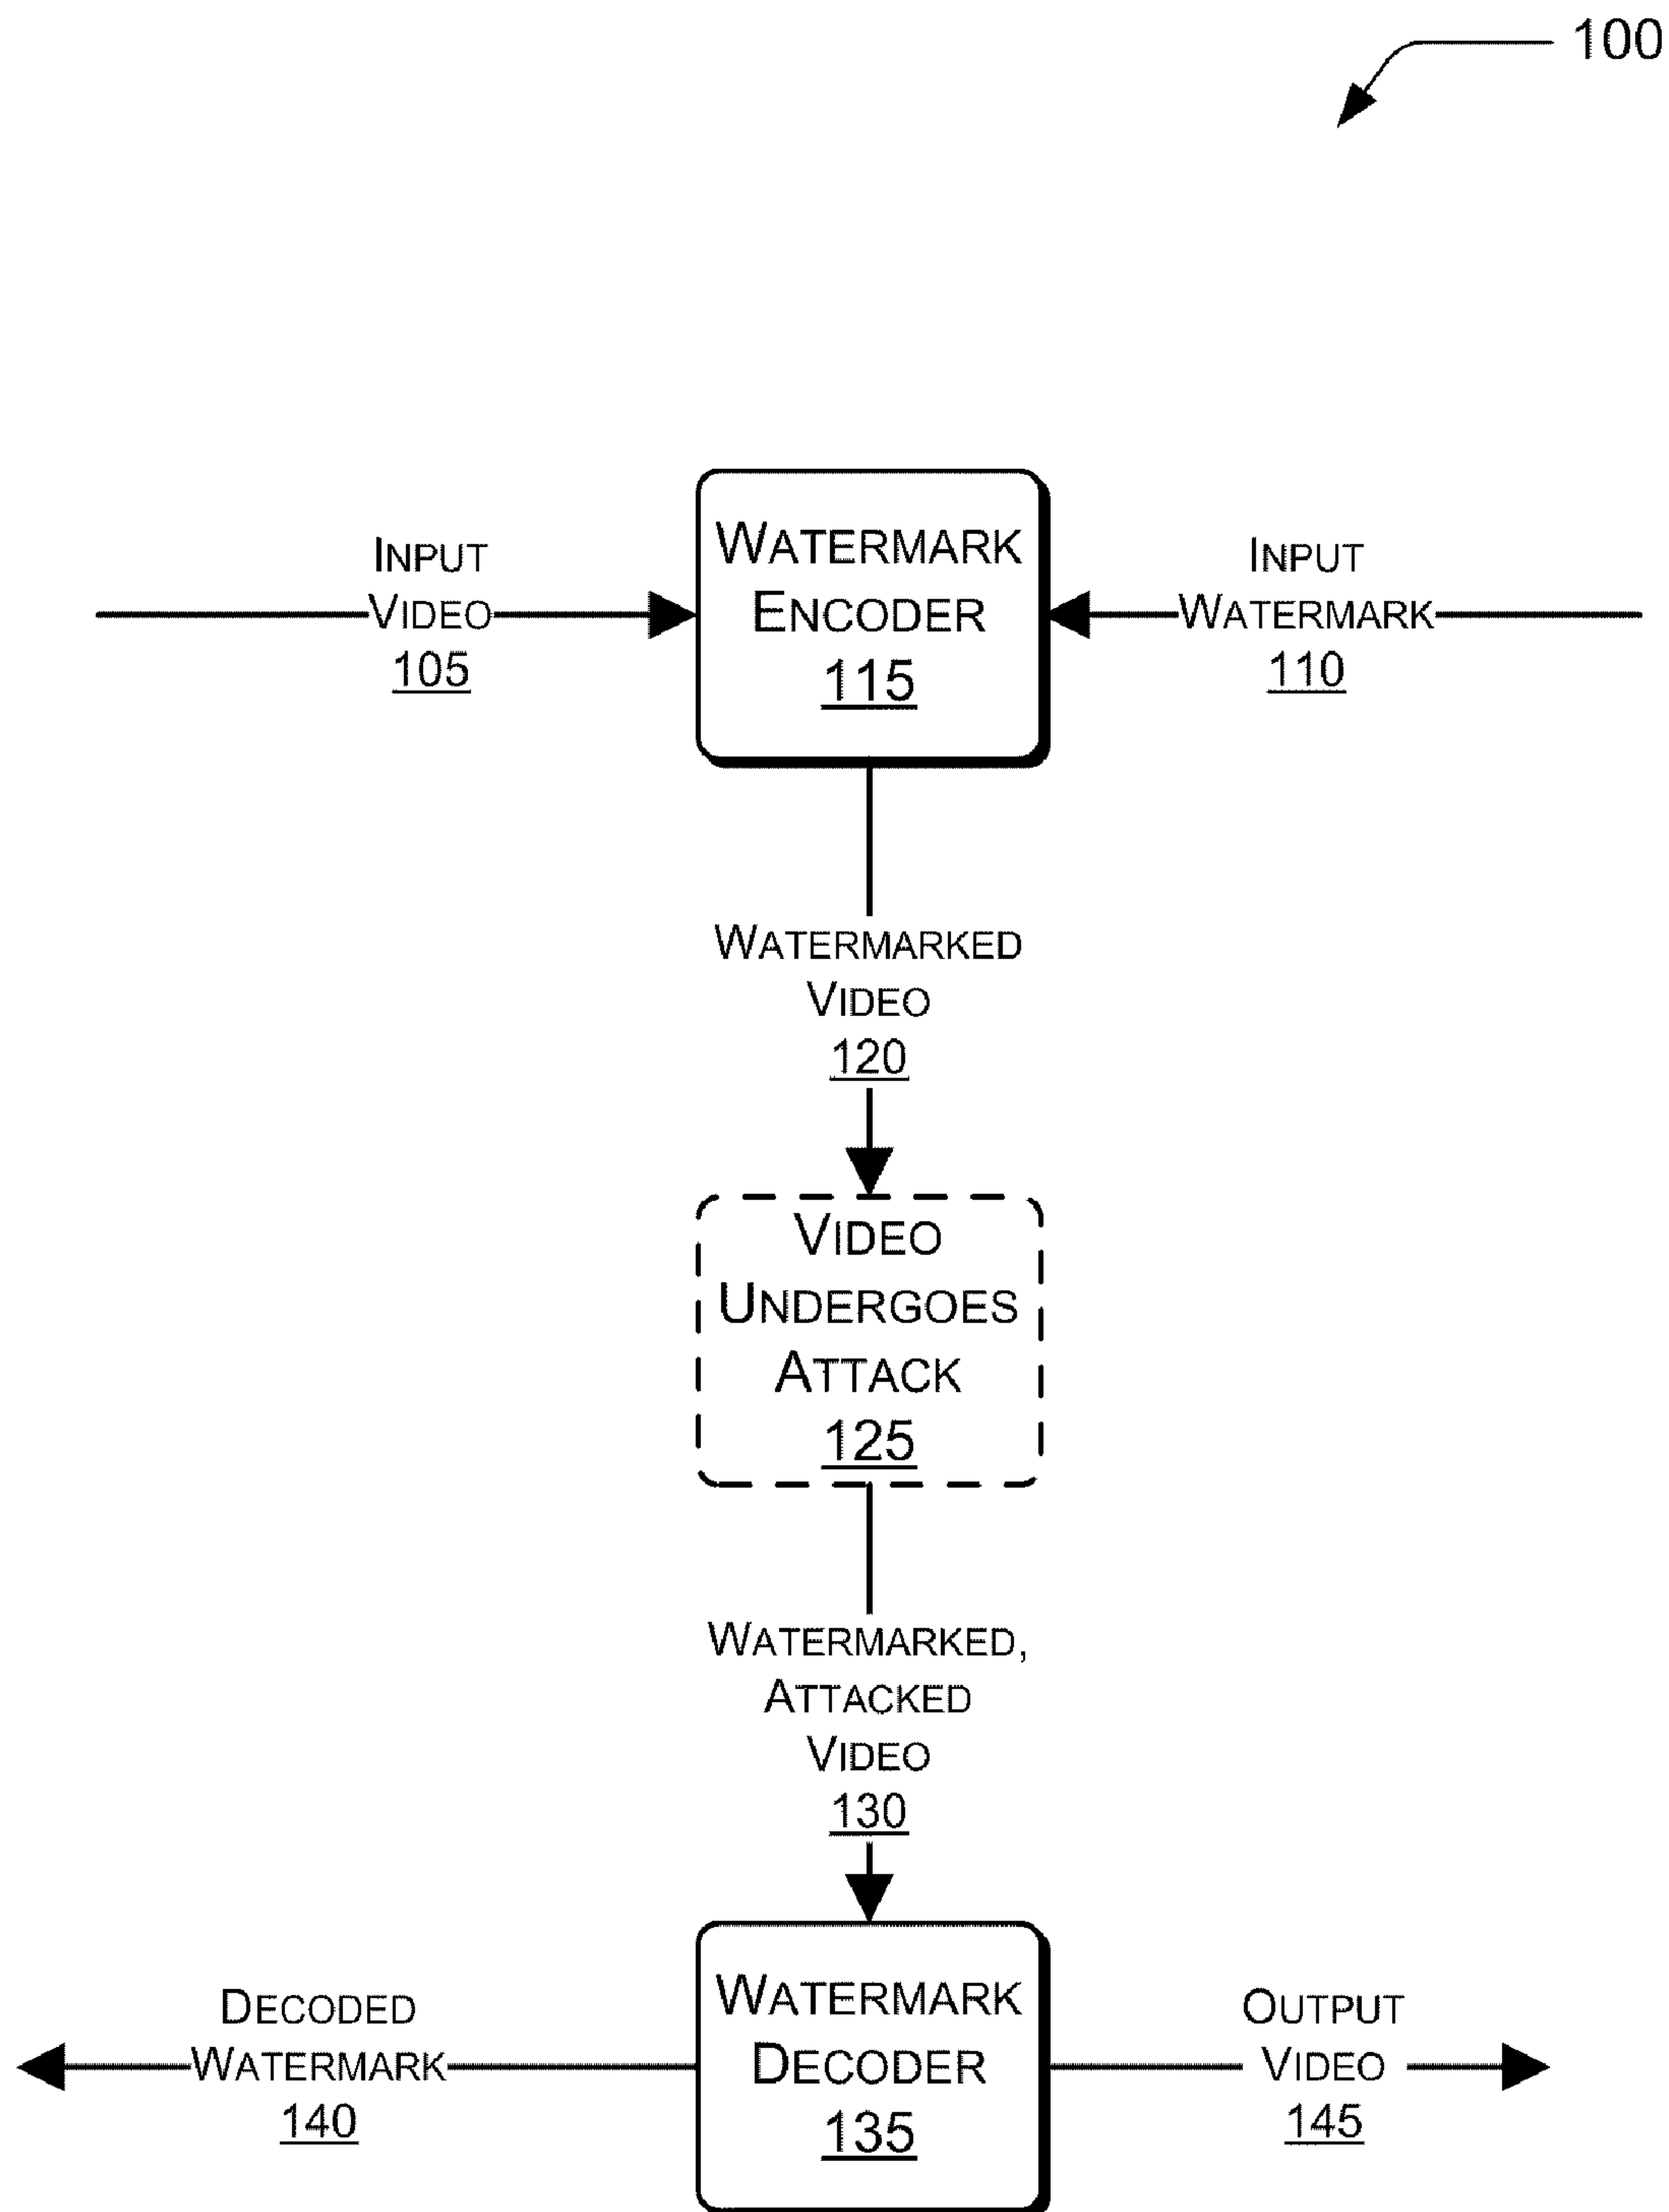 100
INPUT
VIDEO
105
WATERMARK
ENCODER
115
INPUT
WATERMARK
110
WATERMARKED
VIDEO
120
VIDEO
UNDERGOES
ATTACK
125
WATERMARKED,
ATTACKED
VIDEO
130
DECODED
WATERMARK
140
WATERMARK
DECODER
135
OUTPUT
VIDEO
145